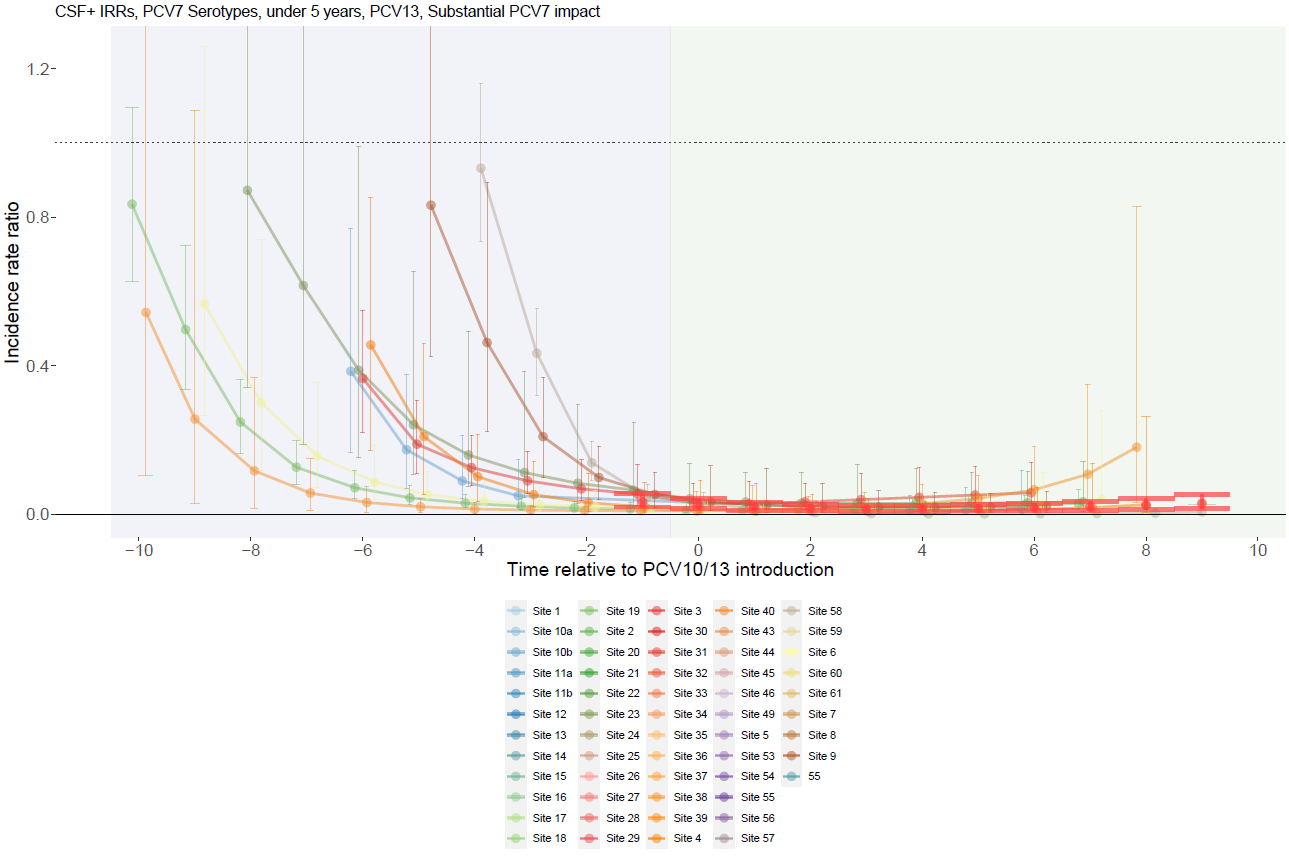 CSF+ IRRs, PCV7 Serotypes, under 5 years, PCV13, Substantial PCV7 impact
Incidence rate ratio
1.2
0.8
0.4
0.0
−10 −8 −6 −4 −2 0 2 4 6 8 10
Time relative to PCV10/13 introduction
Site 1 Site 19 Site 3 Site 40 Site 58
Site 10a Site 2 Site 30 Site 43 Site 59
Site 10b Site 20 Site 31 Site 44 Site 6
Site 11a Site 21 Site 32 Site 45 Site 60
Site 11b Site 22 Site 33 Site 46 Site 61
Site 12 Site 23 Site 34 Site 49 Site 7
Site 13 Site 24 Site 35 Site 5 Site 8
Site 14 Site 25 Site 36 Site 53 Site 9
Site 15 Site 26 Site 37 Site 54 55
Site 16 Site 27 Site 38 Site 55
Site 17 Site 28 Site 39 Site 56
Site 18 Site 29 Site 4 Site 57